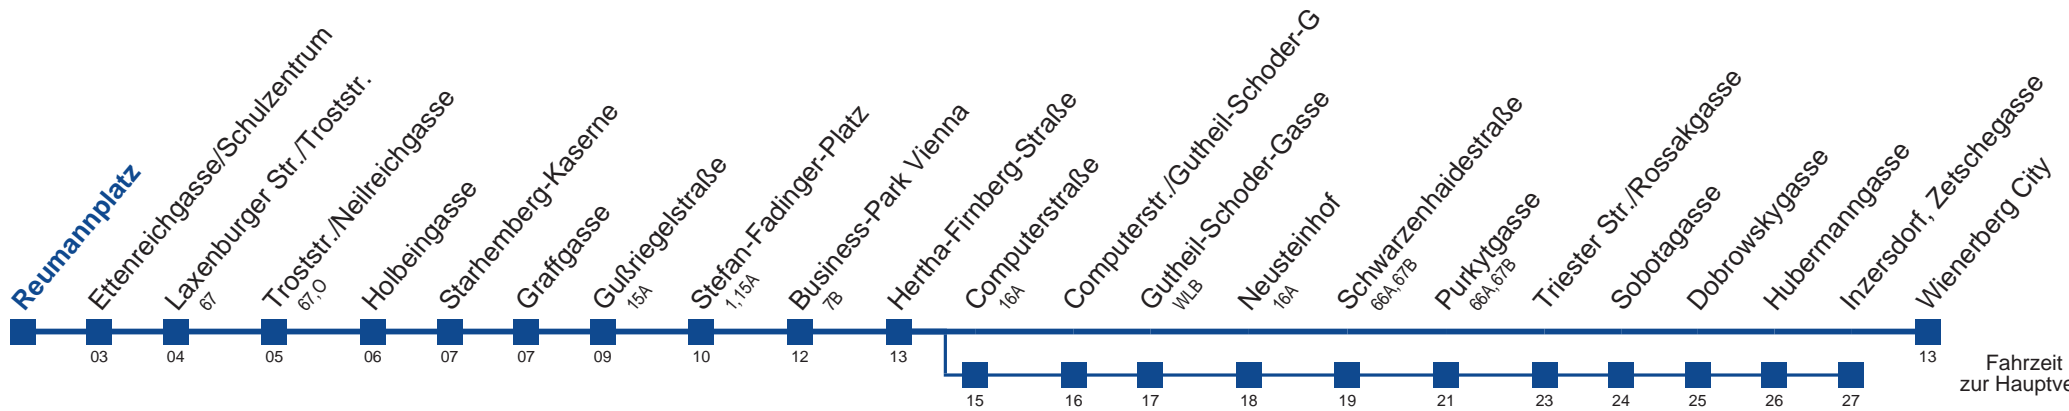 Reumannplatz
Ettenreichgasse/Schulzentrum
03
Laxenburger Str./Troststr.
67
04
Troststr./Neilreichgasse
67,O
05
Holbeingasse
06
Starhemberg-Kaserne
07
Graffgasse
07
Gußriegelstraße
15A
09
Stefan-Fadinger-Platz
1,15A
10
Business-Park Vienna
7B
12
Hertha-Firnberg-Straße
13
Computerstraße
16A
15
Computerstr./Gutheil-Schoder-G
16
Gutheil-Schoder-Gasse
WLB
17
Neusteinhof
16A
18
Schwarzenhaidestraße
66A,67B
19
Purkytgasse
66A,67B
21
Triester Str./Rossakgasse
23
Sobotagasse
24
Dobrowskygasse
25
Hubermanngasse
26
Inzersdorf, Zetschegasse
27
Wienerberg City
13
Fahrzeit
zur Hauptve